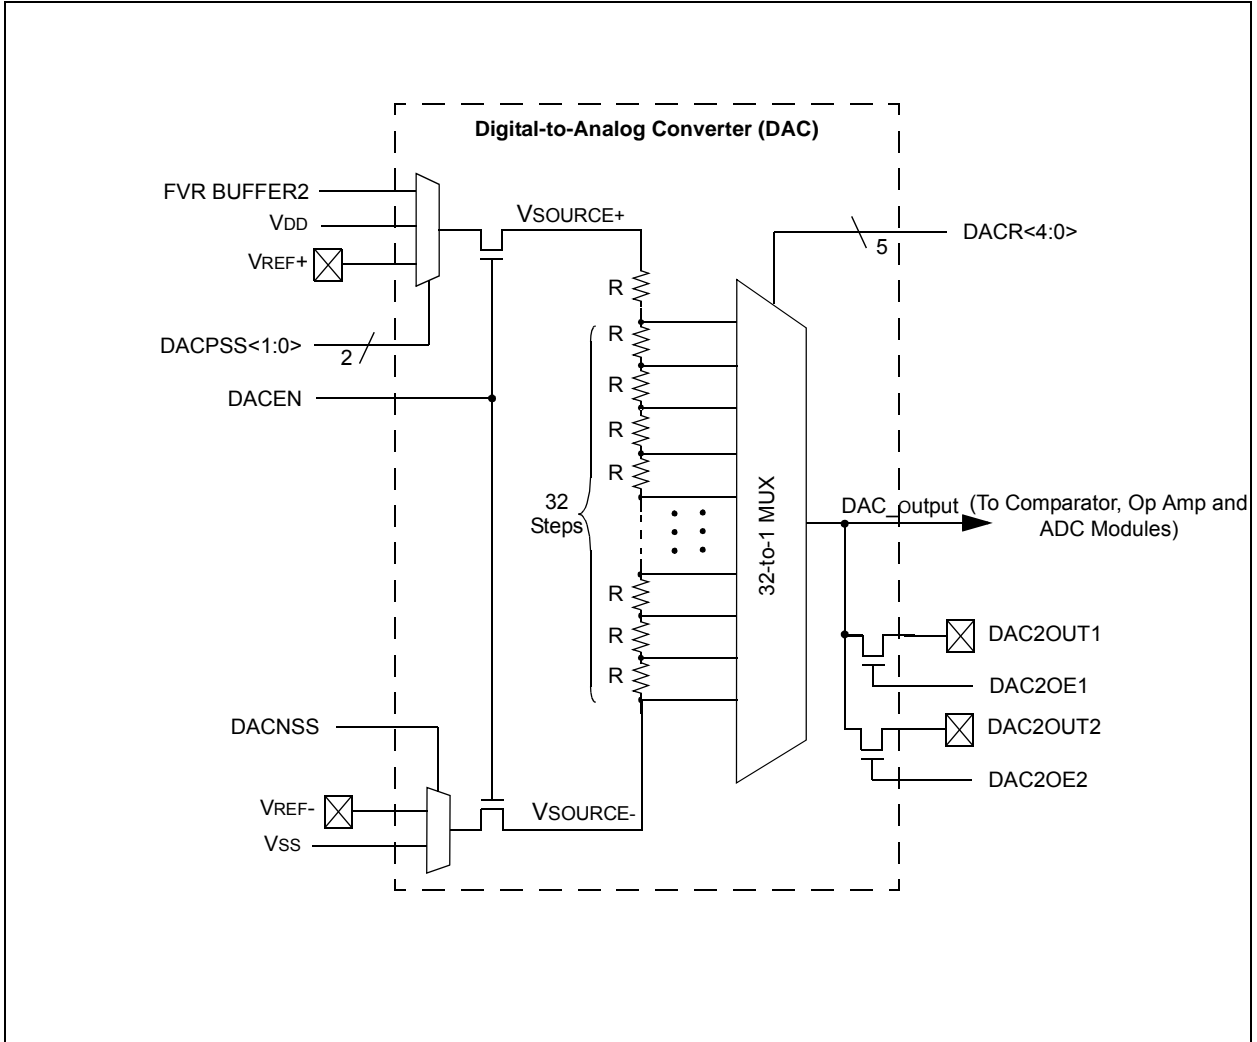 Digital-to-Analog Converter (DAC)
FVR BUFFER2
VDD
VREF+
VSOURCE+
5
DACR<4:0>
DACPSS<1:0>
2
DACEN
R
R
R
R
R
32
Steps
R
R
R
32-to-1 MUX
DAC_output
(To Comparator, Op Amp and
ADC Modules)
DAC2OUT1
DAC2OE1
DAC2OUT2
DAC2OE2
DACNSS
VREF-
VSS
VSOURCE-